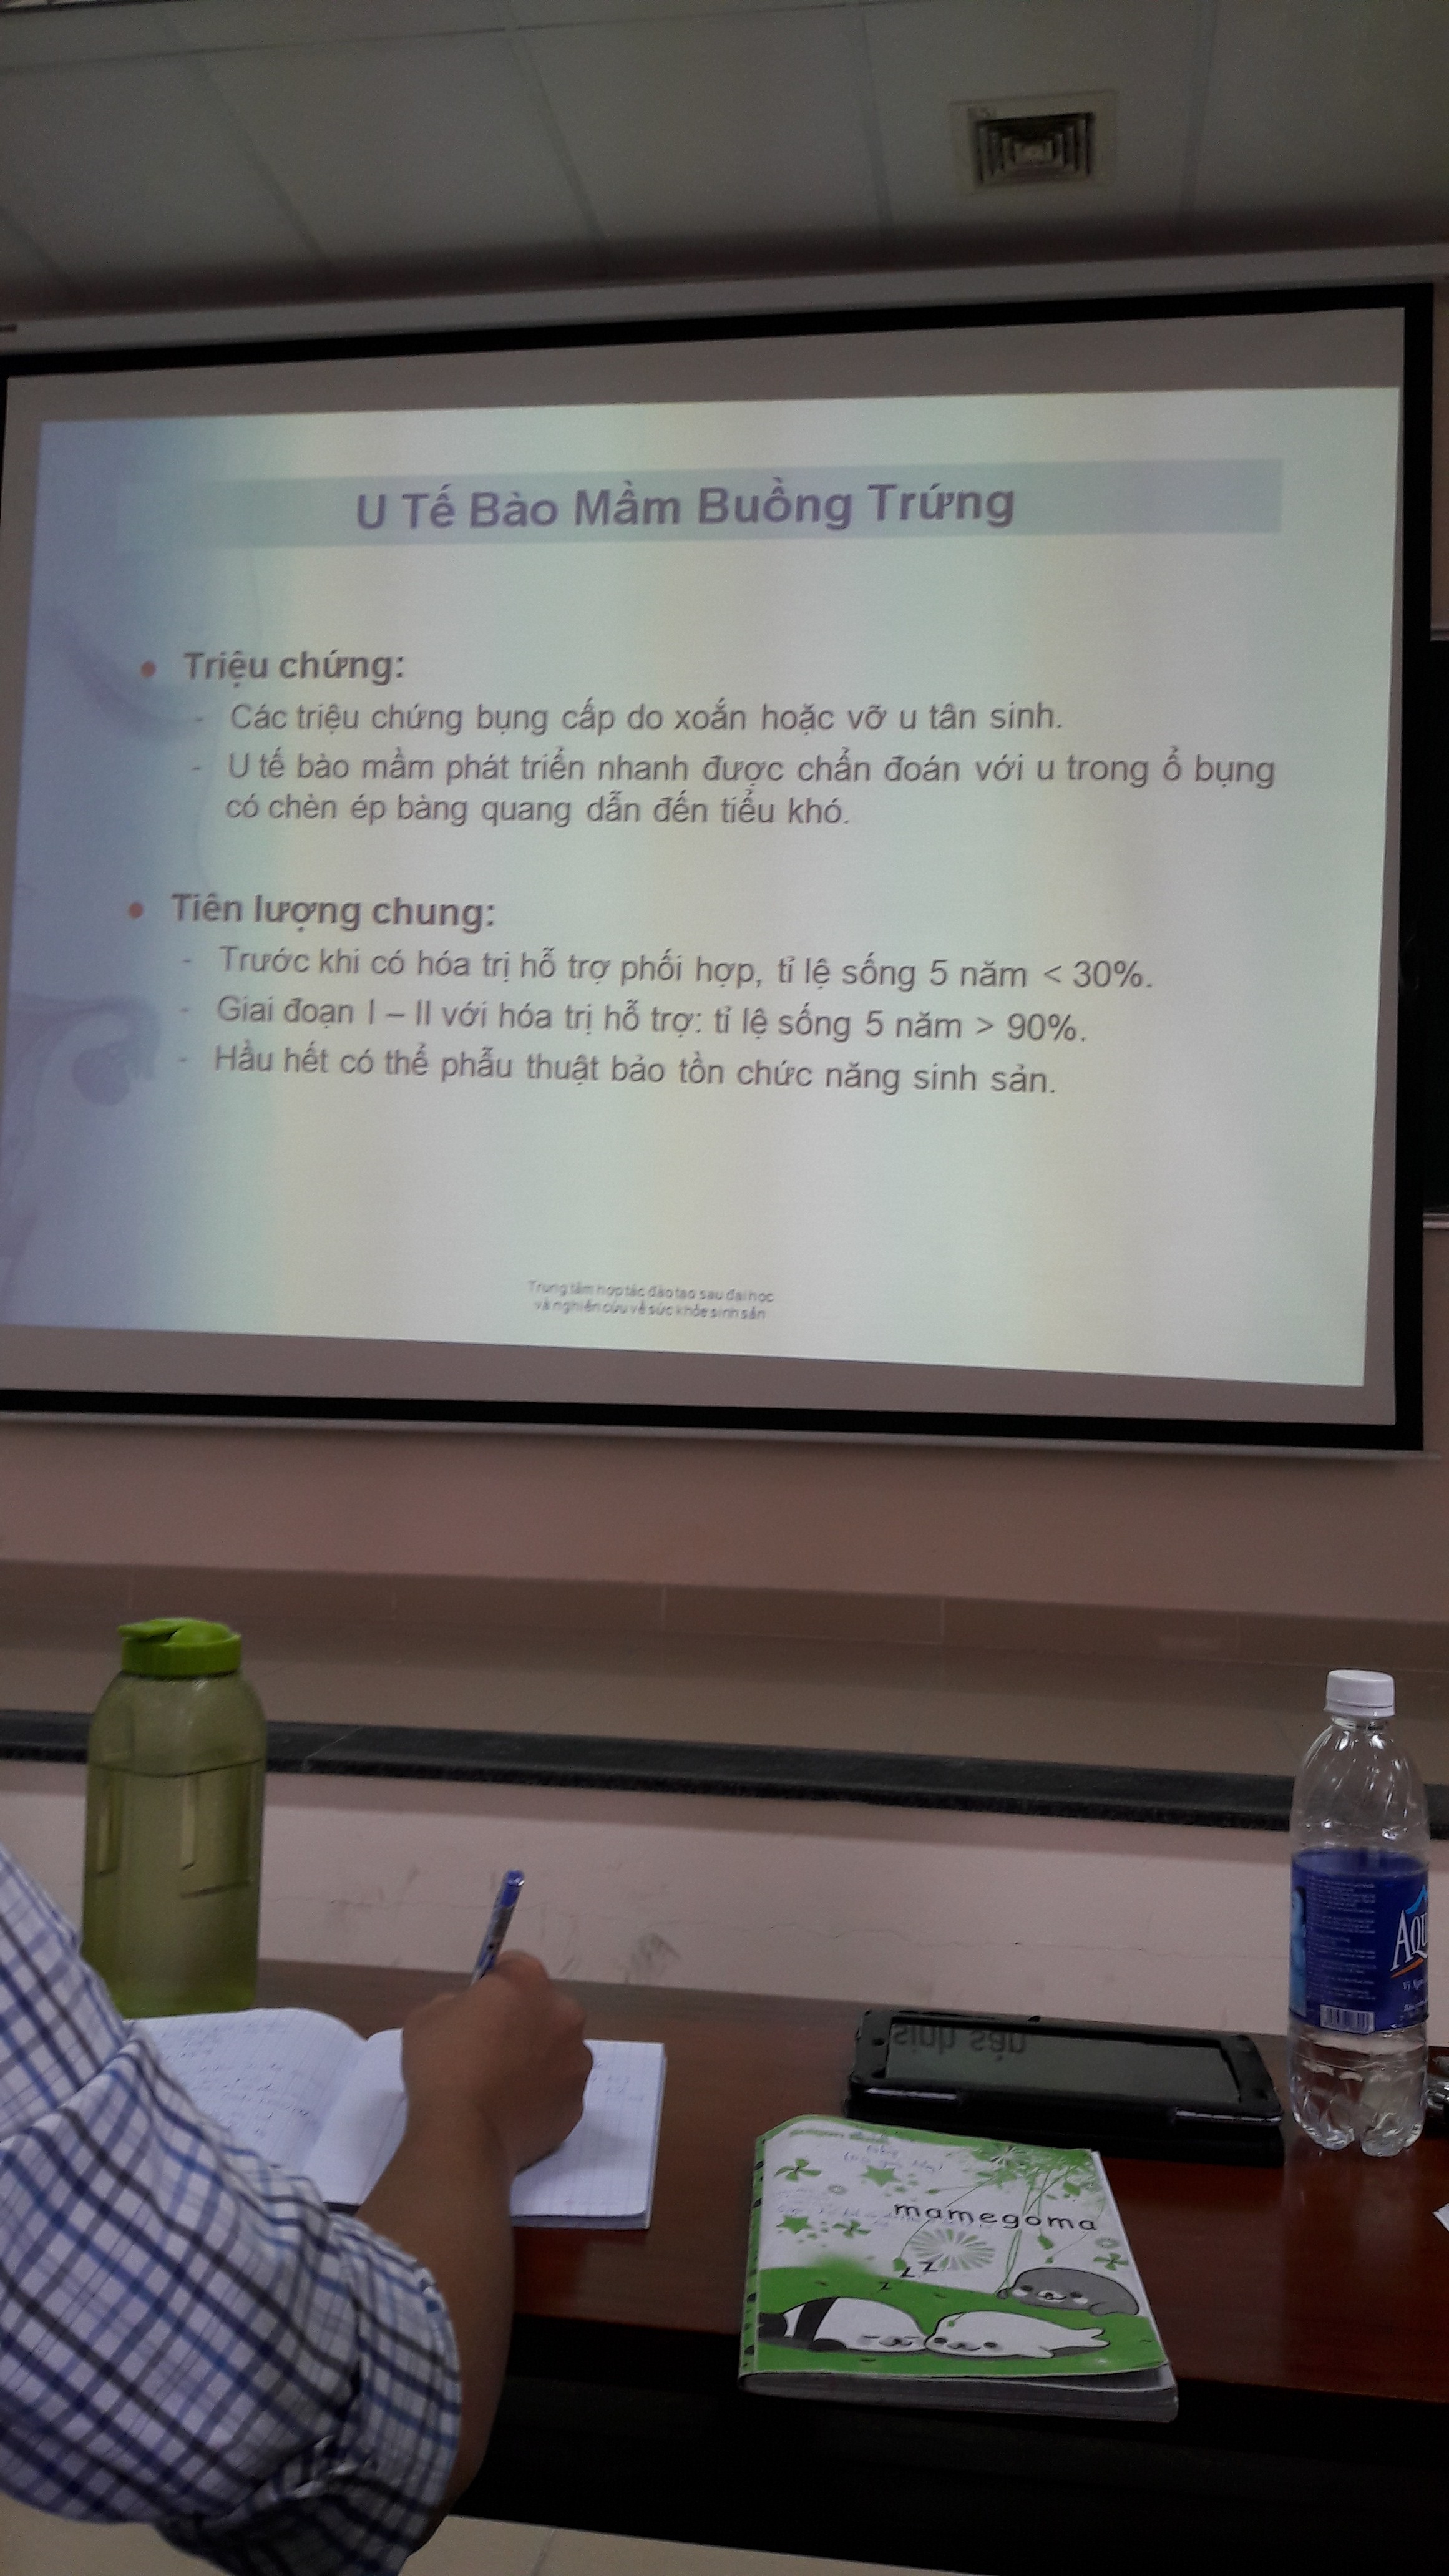 U Tế Bào Mầm Buồng Trứng
• Triệu chứng:
- Các triệu chứng bụng cấp do xoắn hoặc vỡ u tân sinh.
- U tế bào mầm phát triển nhanh được chẩn đoán với u trong ổ bụng
có chèn ép bàng quang dẫn đến tiểu khó.
• Tiên lượng chung:
- Trước khi có hóa trị hỗ trợ phối hợp, tỉ lệ sống 5 năm < 30%.
- Giai đoạn I – II với hóa trị hỗ trợ: tỉ lệ sống 5 năm > 90%.
- Hầu hết có thể phẫu thuật bảo tồn chức năng sinh sản.
Trung tâm hợp tác đào tạo sau đại học
và nghiên cứu về sức khỏe sinh sản
AQU
sinh sản
mamegoma
z z
z